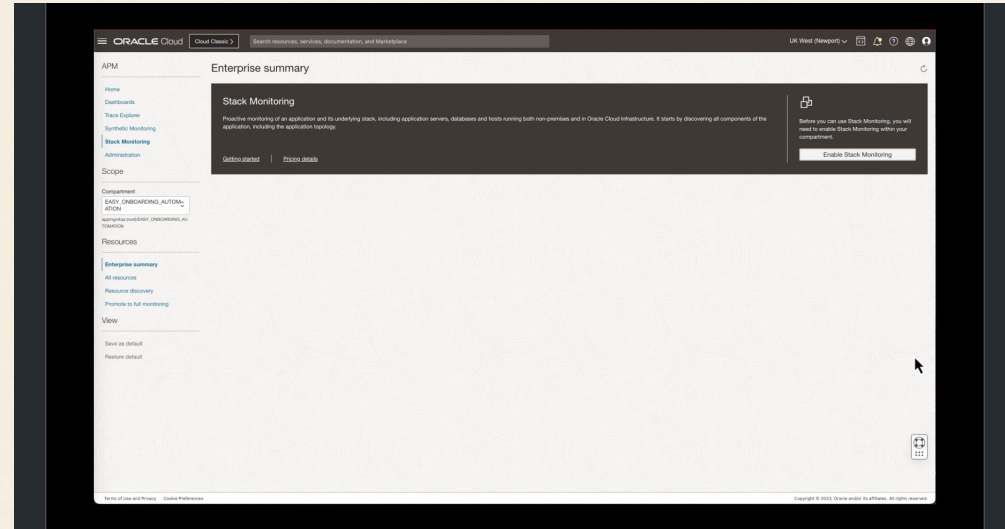 ORACLE Cloud
Cloud Classic >
Search resources, services, documentation, and Marketplace
UK West (Newport)
APM
Home
Dashboards
Trace Explorer
Synthetic Monitoring
Stack Monitoring
Administration
Scope
Compartment
EASY_ONBOARDING_AUTOM
ATION
(root)/EASY_ONBOARDING_AU
TOMATION
Resources
Enterprise summary
All resources
Resource discovery
Promote to full monitoring
View
Save as default
Restore default
Enterprise summary
Stack Monitoring
Proactive monitoring of an application and its underlying stack, including application servers, databases and hosts running both non-premises and in Oracle Cloud Infrastructure. It starts by discovering all components of the
application, including the application topology.
Getting started
Pricing details
Before you can use Stack Monitoring, you will
need to enable Stack Monitoring within your
compartment.
Enable Stack Monitoring
Terms of Use and Privacy
Cookie Preferences
Copyright © 2023, Oracle and/or its affiliates. All rights reserved.